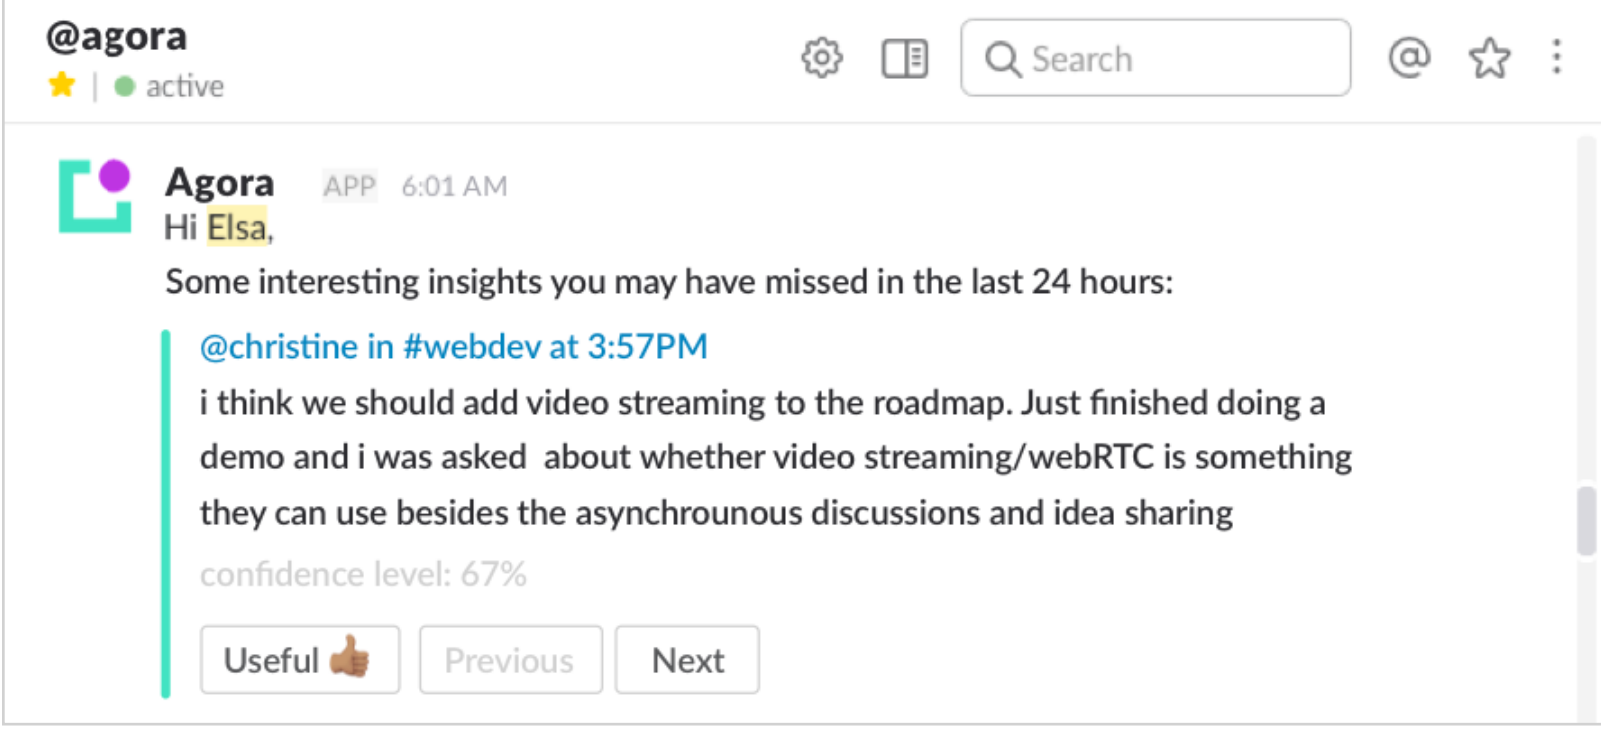 @agora
active
Search
Agora APP 6:01 AM
Hi Elsa,
Some interesting insights you may have missed in the last 24 hours:
@christine in #webdev at 3:57PM
i think we should add video streaming to the roadmap. Just finished doing a
demo and i was asked  about whether video streaming/webRTC is something
they can use besides the asynchrounous discussions and idea sharing
confidence level: 67%
Useful 👍🏽 Previous Next